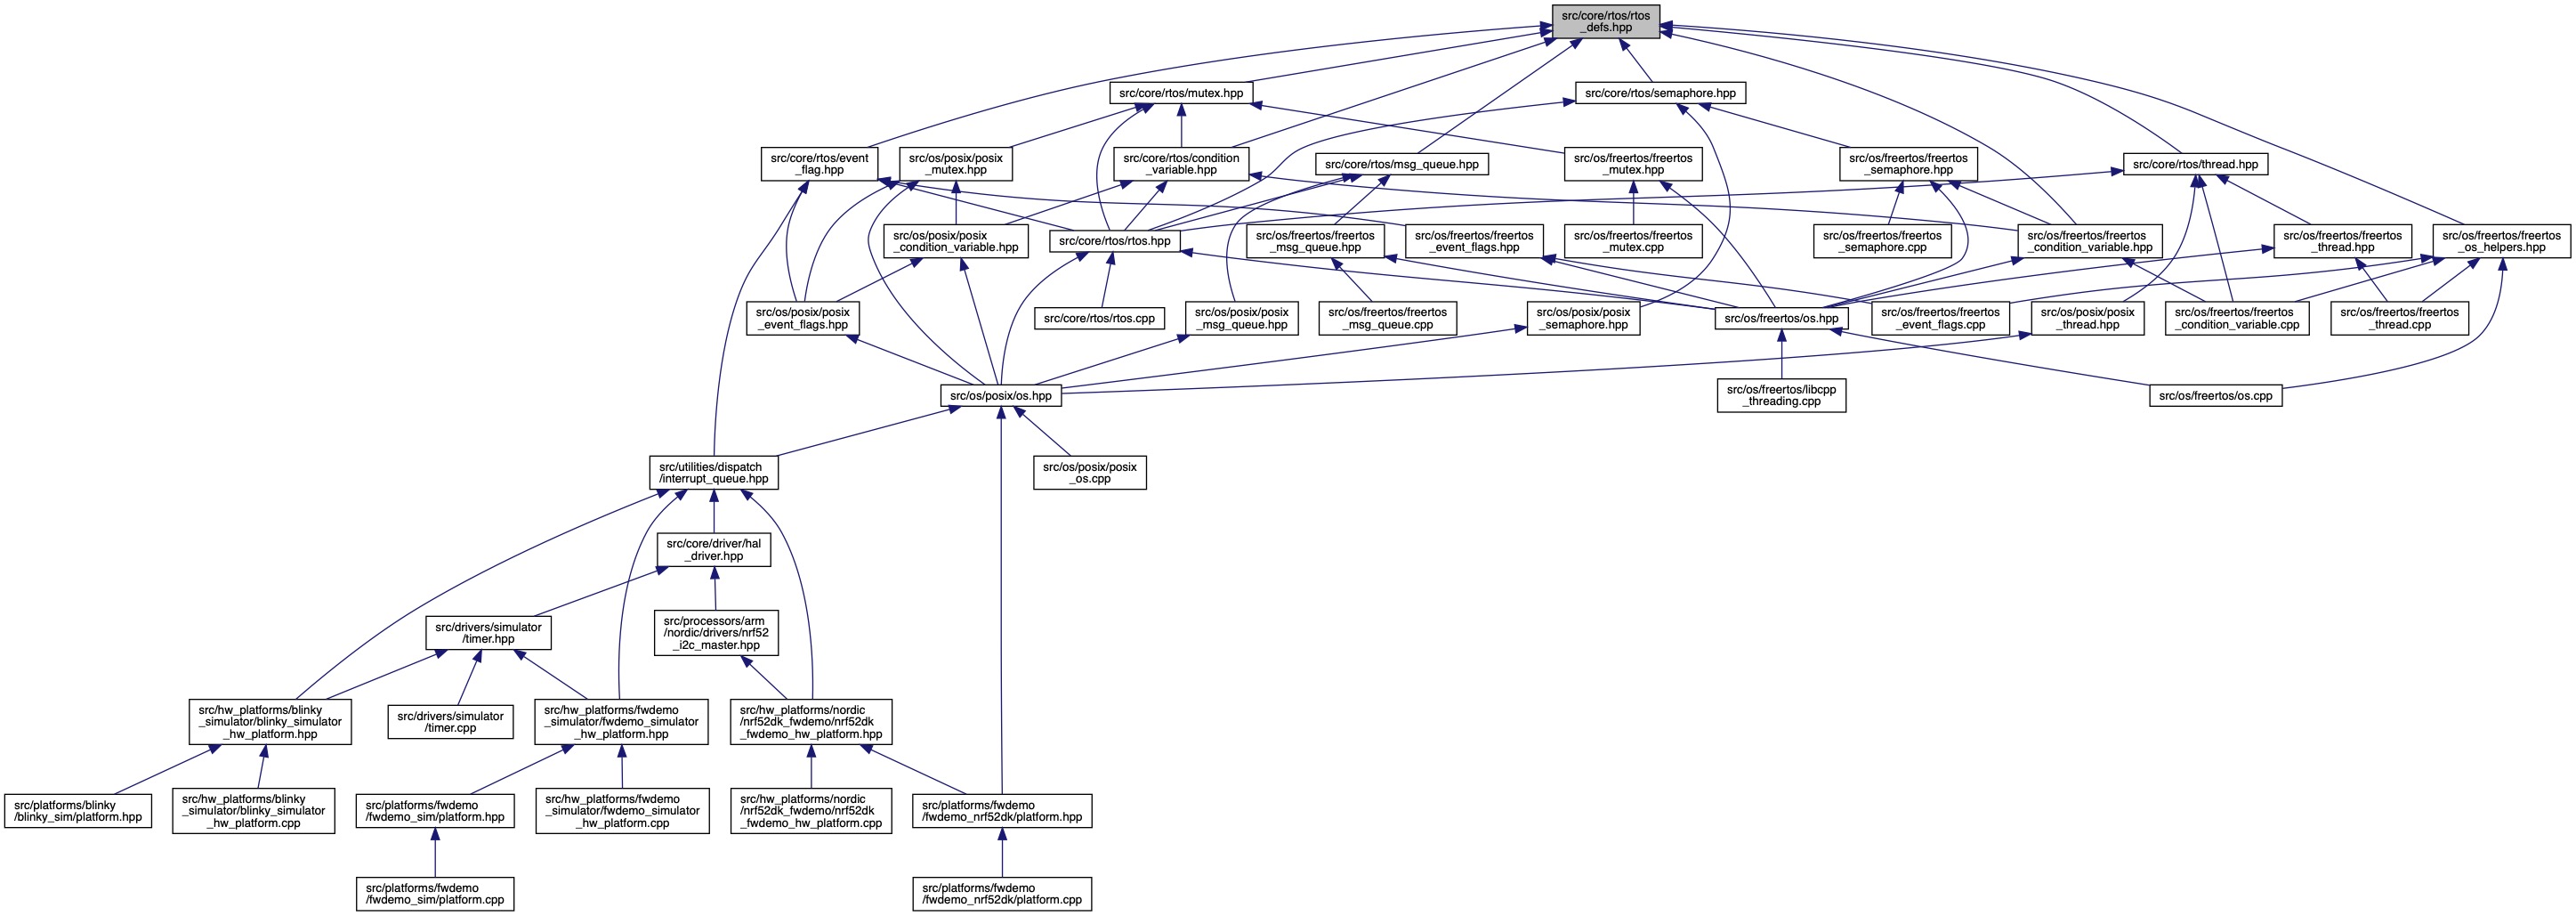 src/core/rtos/rtos
_defs.hpp
src/core/rtos/mutex.hpp
src/core/rtos/semaphore.hpp
src/core/rtos/event
_flag.hpp
src/os/posix/posix
_mutex.hpp
src/core/rtos/condition
_variable.hpp
src/core/rtos/msg_queue.hpp
src/os/freertos/freertos
_mutex.hpp
src/os/freertos/freertos
_semaphore.hpp
src/core/rtos/thread.hpp
src/os/posix/posix
_condition_variable.hpp
src/core/rtos/rtos.hpp
src/os/freertos/freertos
_msg_queue.hpp
src/os/freertos/freertos
_event_flags.hpp
src/os/freertos/freertos
_mutex.cpp
src/os/freertos/freertos
_semaphore.cpp
src/os/freertos/freertos
_condition_variable.hpp
src/os/freertos/freertos
_thread.hpp
src/os/freertos/freertos
_os_helpers.hpp
src/os/posix/posix
_event_flags.hpp
src/core/rtos/rtos.cpp
src/os/posix/posix
_msg_queue.hpp
src/os/freertos/freertos
_msg_queue.cpp
src/os/posix/posix
_semaphore.hpp
src/os/freertos/os.hpp
src/os/freertos/freertos
_event_flags.cpp
src/os/posix/posix
_thread.hpp
src/os/freertos/freertos
_condition_variable.cpp
src/os/freertos/freertos
_thread.cpp
src/os/posix/os.hpp
src/os/freertos/libcpp
_threading.cpp
src/os/freertos/os.cpp
src/utilities/dispatch
/interrupt_queue.hpp
src/os/posix/posix
_os.cpp
src/core/driver/hal
_driver.hpp
src/drivers/simulator
/timer.hpp
src/processors/arm
/nordic/drivers/nrf52
_i2c_master.hpp
src/hw_platforms/blinky
_simulator/blinky_simulator
_hw_platform.hpp
src/drivers/simulator
/timer.cpp
src/hw_platforms/fwdemo
_simulator/fwdemo_simulator
_hw_platform.hpp
src/hw_platforms/nordic
/nrf52dk_fwdemo/nrf52dk
_fwdemo_hw_platform.hpp
src/platforms/blinky
/blinky_sim/platform.hpp
src/hw_platforms/blinky
_simulator/blinky_simulator
_hw_platform.cpp
src/platforms/fwdemo
/fwdemo_sim/platform.hpp
src/hw_platforms/fwdemo
_simulator/fwdemo_simulator
_hw_platform.cpp
src/hw_platforms/nordic
/nrf52dk_fwdemo/nrf52dk
_fwdemo_hw_platform.cpp
src/platforms/fwdemo
/fwdemo_nrf52dk/platform.hpp
src/platforms/fwdemo
/fwdemo_sim/platform.cpp
src/platforms/fwdemo
/fwdemo_nrf52dk/platform.cpp